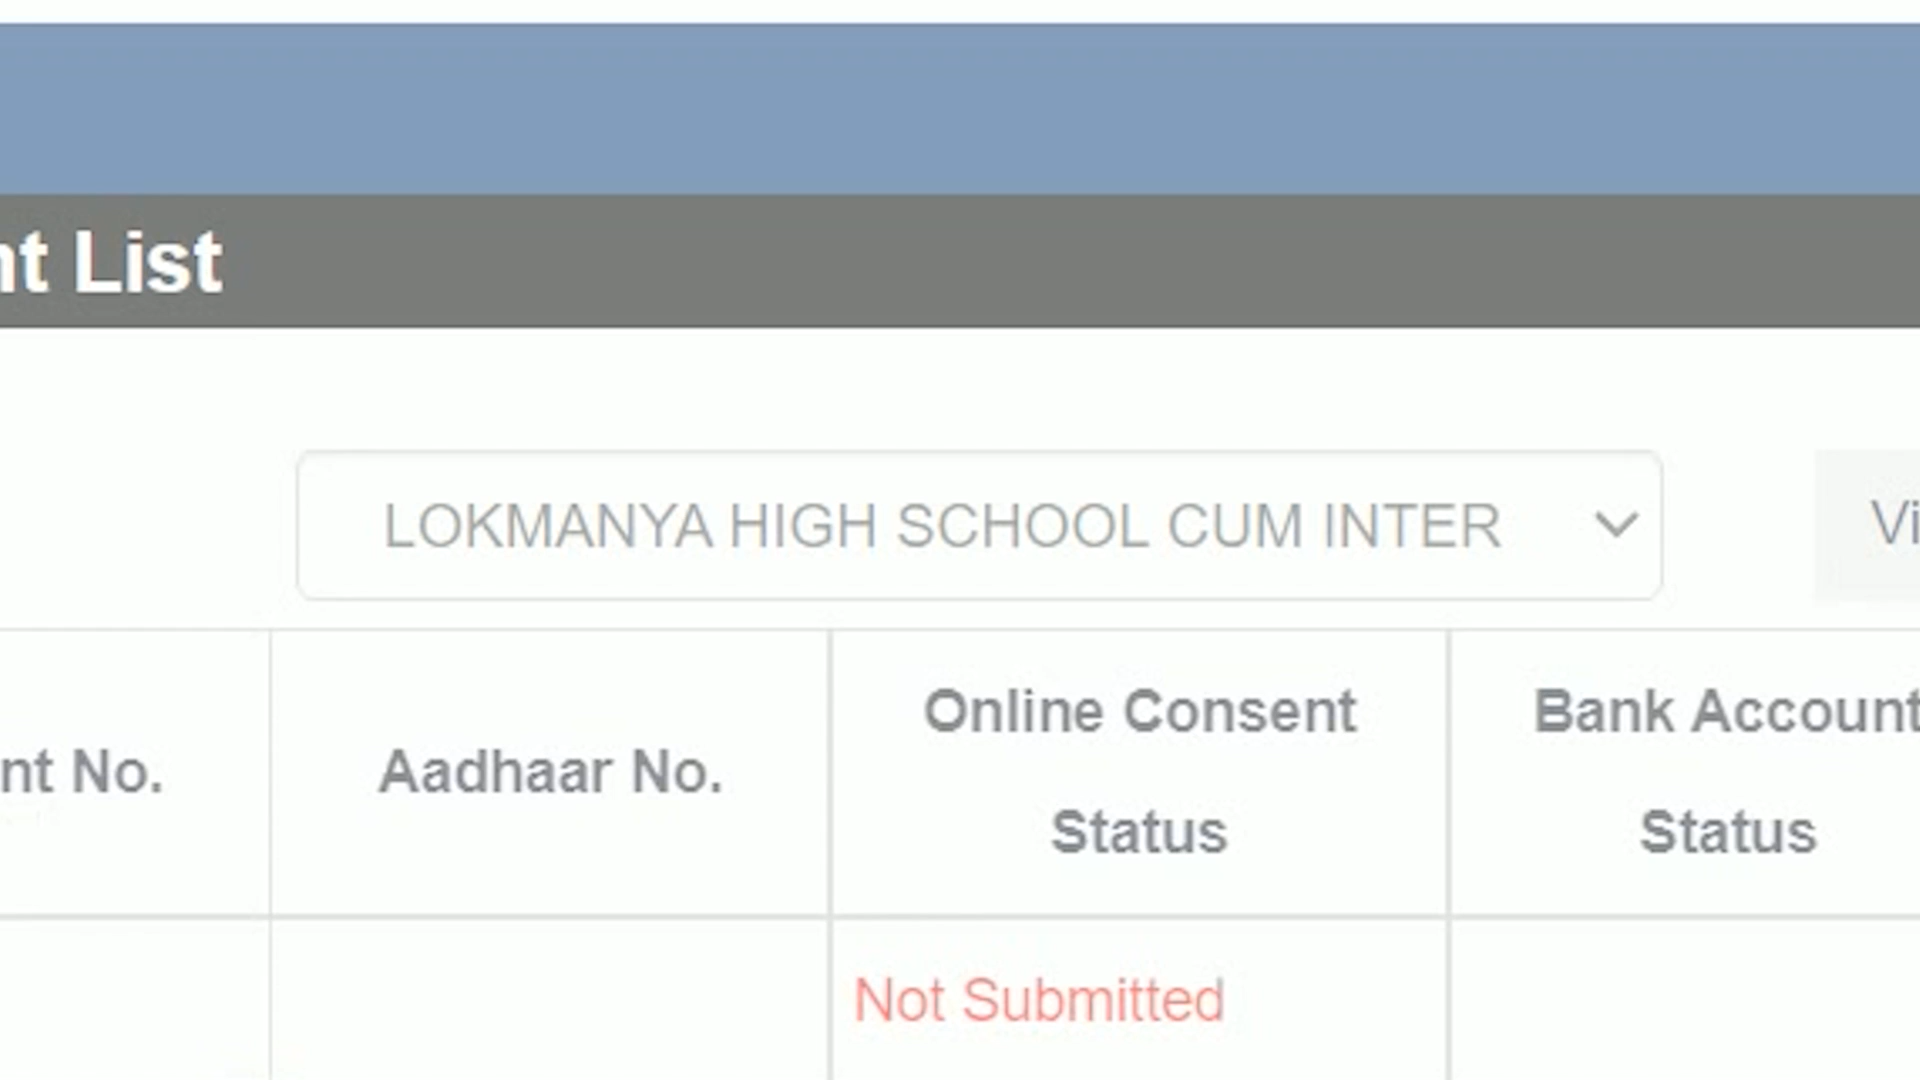 nt List
LOKMANYA HIGH SCHOOL CUM INTER
Vi
nt No.
Aadhaar No.
Online Consent
Status
Bank Account
Status
Not Submitted